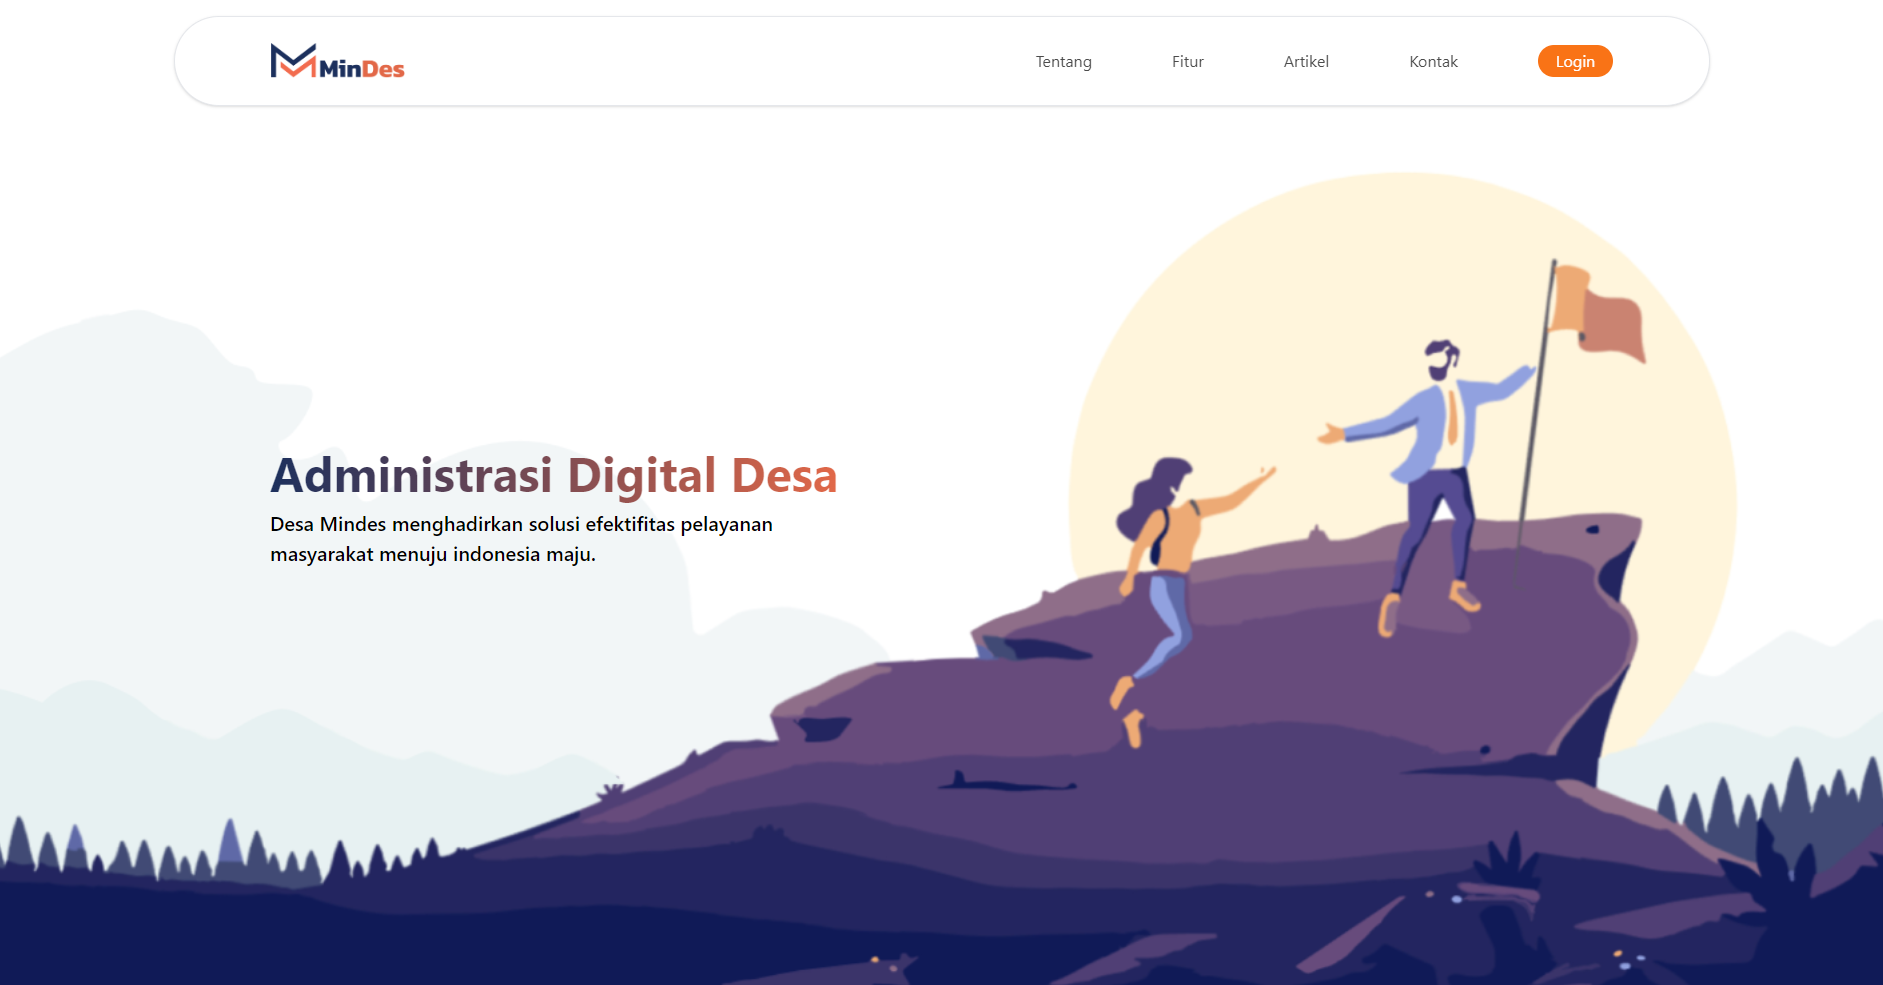 MinDes
Tentang
Fitur
Artikel
Kontak
Login
Administrasi Digital Desa
Desa Mindes menghadirkan solusi efektifitas pelayanan
masyarakat menuju indonesia maju.